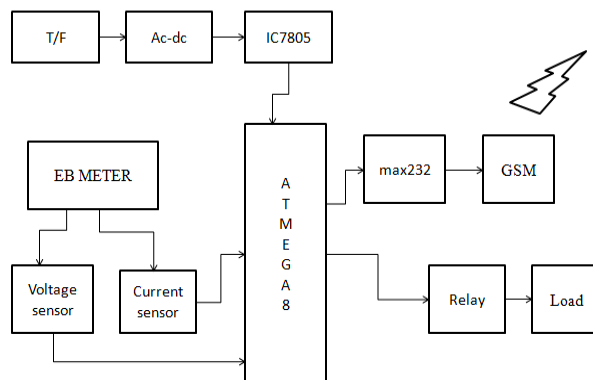 T/F
Ac-dc
IC7805
EB METER
A
T
M
E
G
A
8
max232
GSM
Voltage
sensor
Current
sensor
Relay
Load